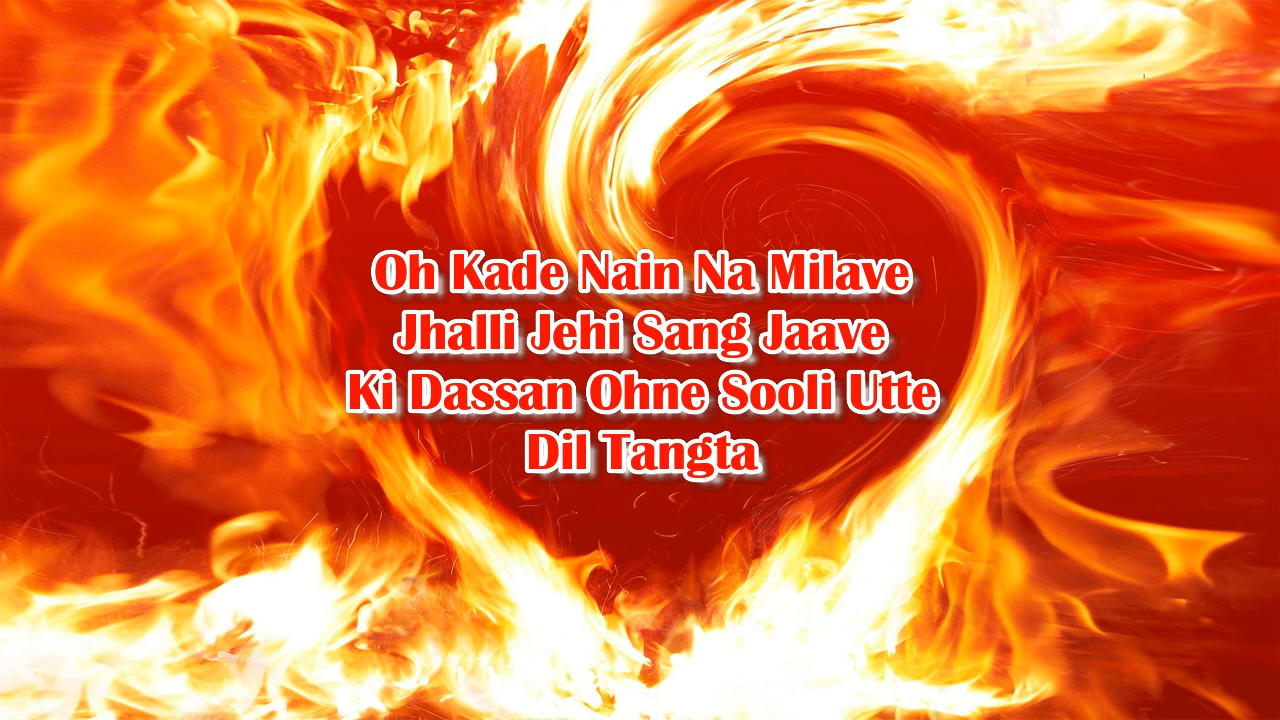 Oh Kade Nain Na Milave
Jhalli Jehi Sang Jaave
Ki Dassan Ohne Sooli Utte
Dil Tangta